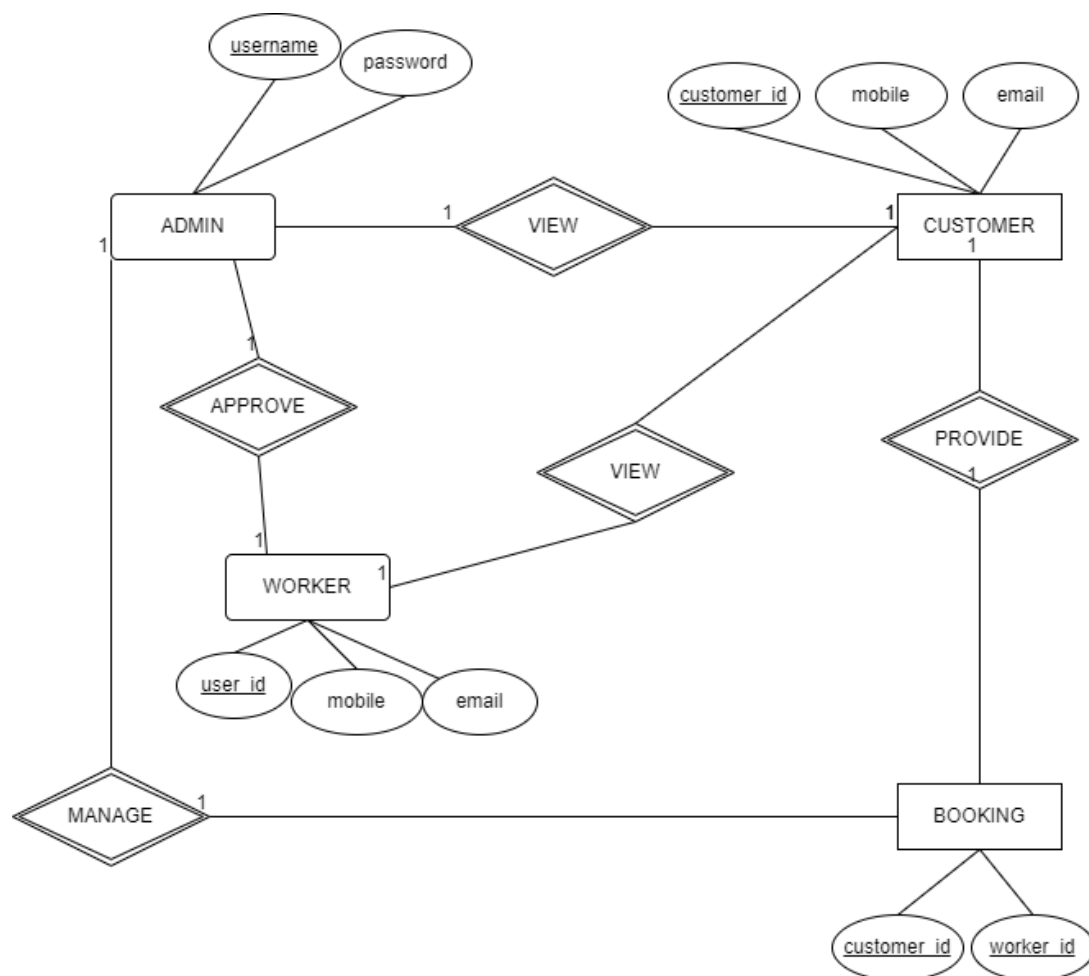 username
password
customer_id
mobile
email
ADMIN
1
VIEW
1
CUSTOMER
1
1
1
APPROVE
PROVIDE
1
VIEW
1
WORKER
1
user_id
mobile
email
MANAGE
1
BOOKING
customer_id
worker_id